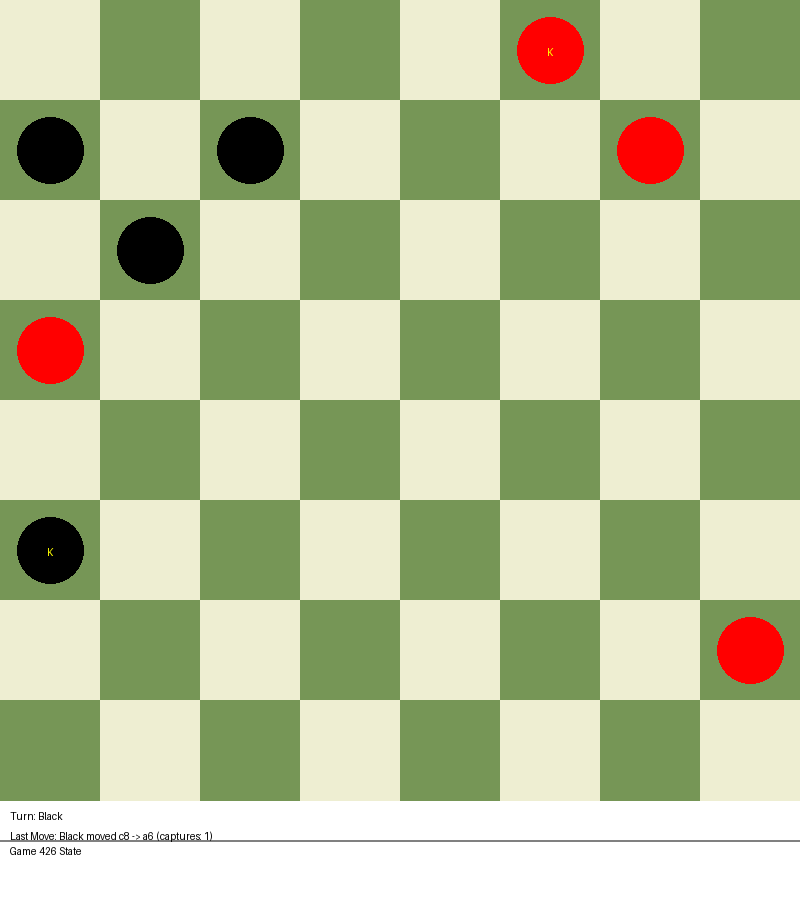 K
K
Turn: Black
Last Move: Black moved c8 -> a6 (captures: 1)
Game 426 State